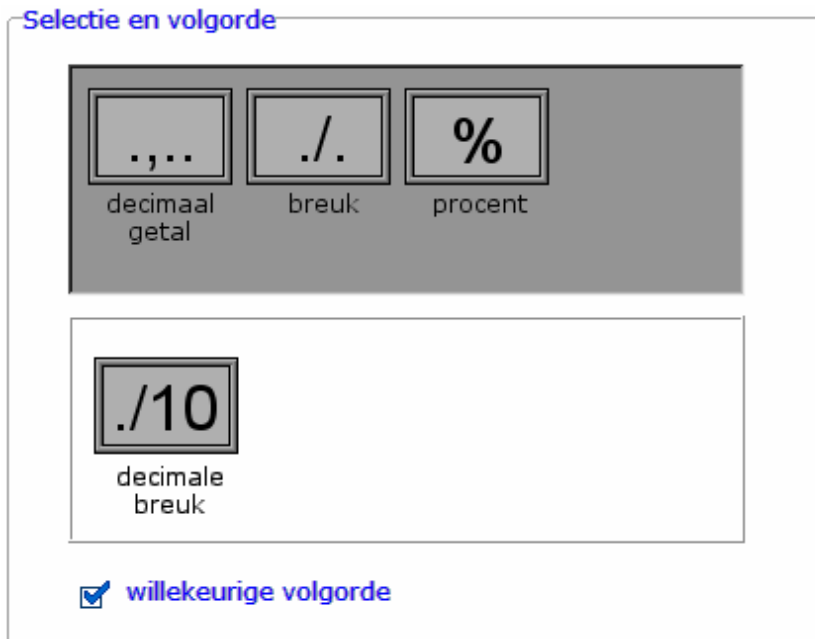 Selectie en volgorde
.,.. ./. %
decimaal
getal
breuk
procent
./10
decimale
breuk
willekeurige volgorde